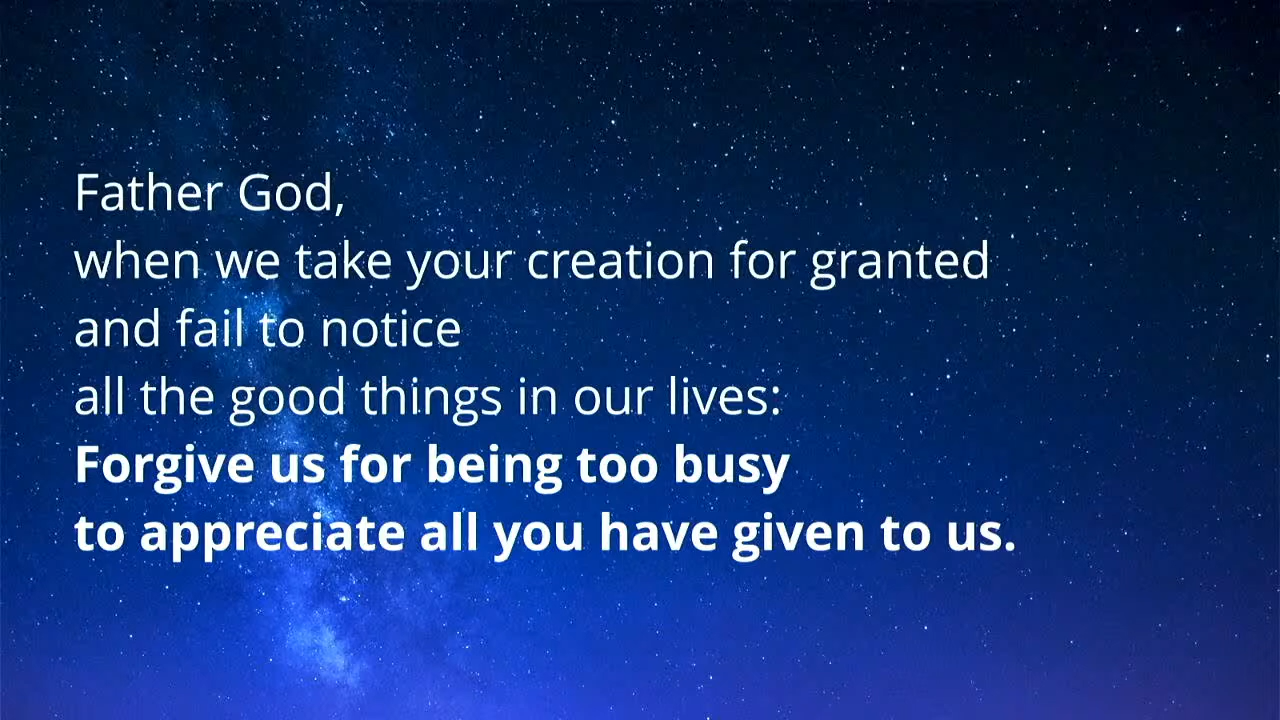 Father God,
when we take your creation for granted
and fail to notice
all the good things in our lives:
Forgive us for being too busy
to appreciate all you have given to us.